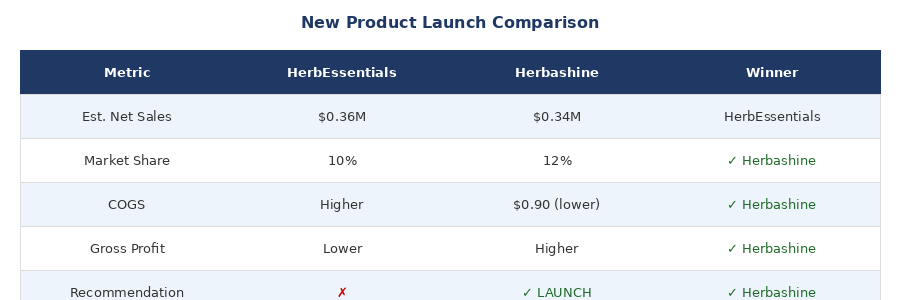 New Product Launch Comparison
Metric HerbEssentials Herbashine Winner
Est. Net Sales $0.36M $0.34M HerbEssentials
Market Share 10% 12% ✓ Herbashine
COGS Higher $0.90 (lower) ✓ Herbashine
Gross Profit Lower Higher ✓ Herbashine
Recommendation ✗ ✓ LAUNCH ✓ Herbashine